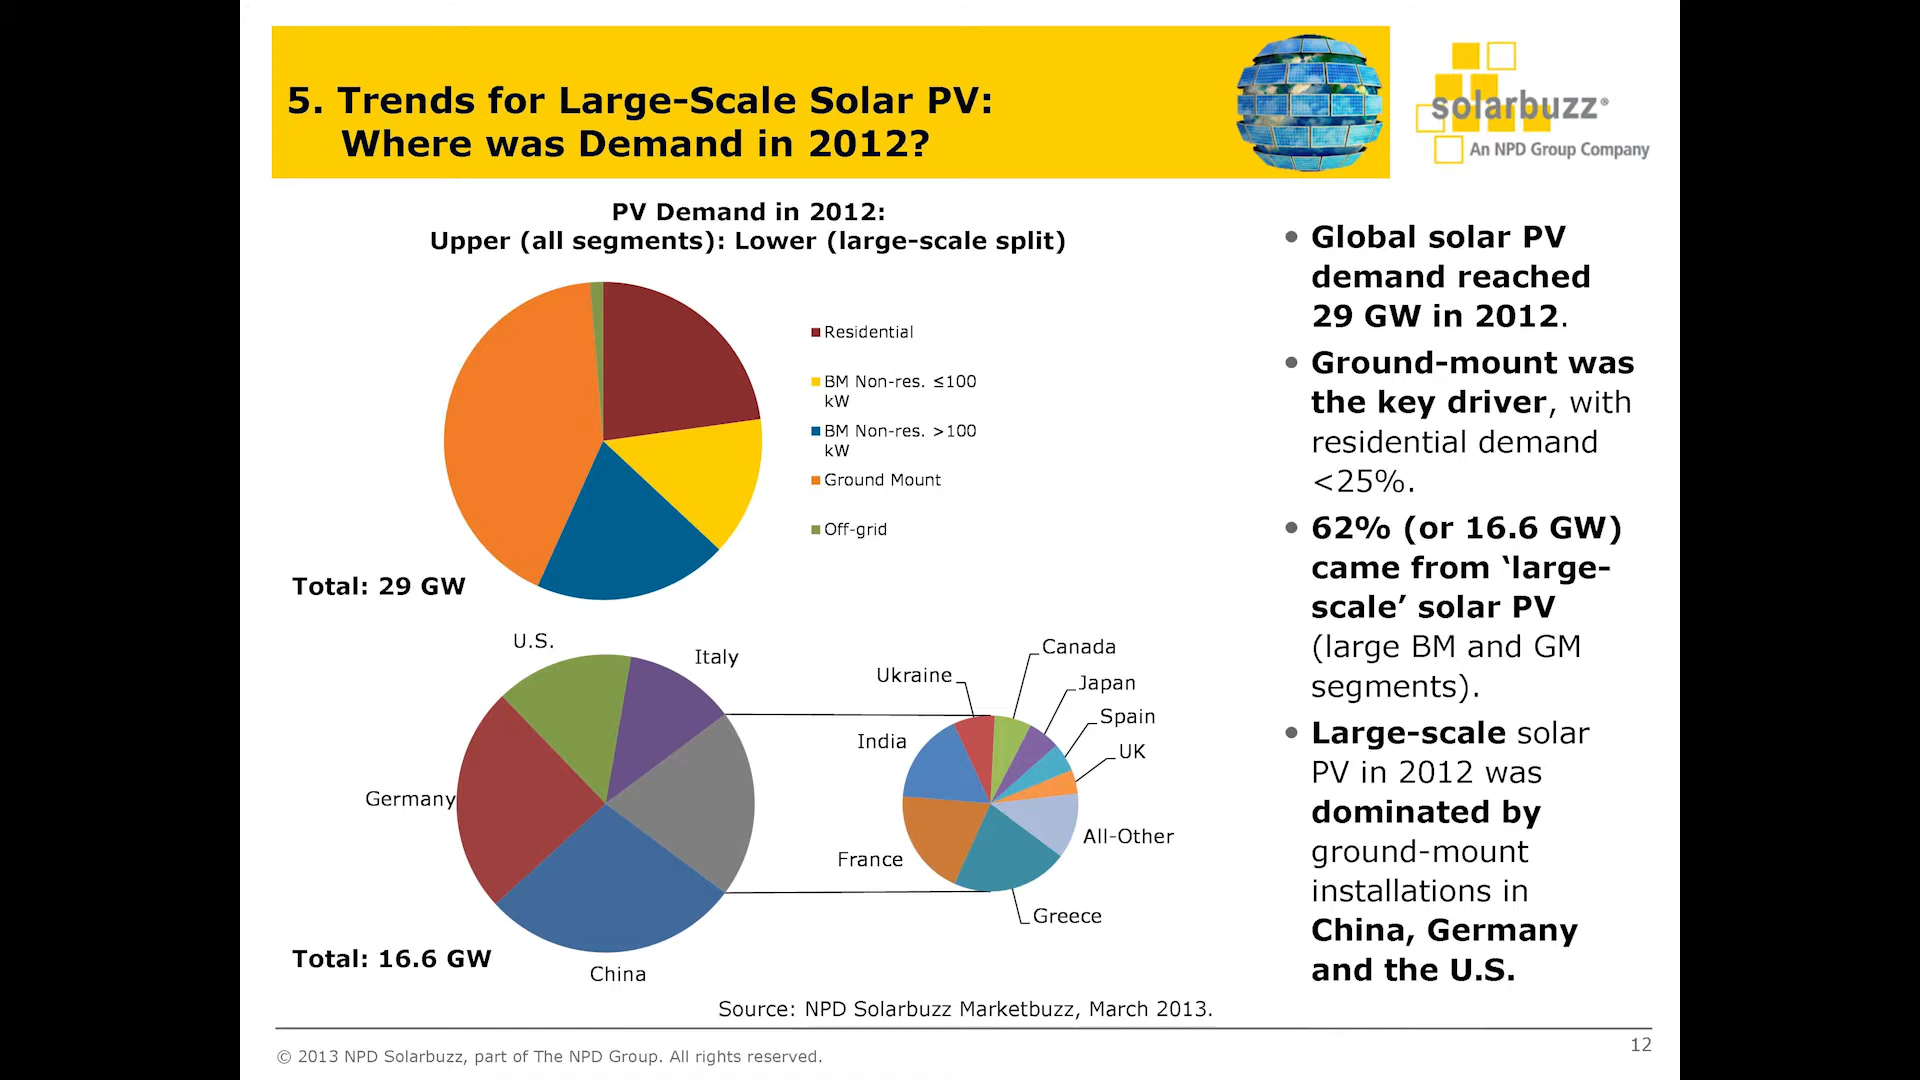 5. Trends for Large-Scale Solar PV:
Where was Demand in 2012?
solarbuzz®
An NPD Group Company
PV Demand in 2012:
Upper (all segments): Lower (large-scale split)
Residential
BM Non-res. ≤100
kW
BM Non-res. >100
kW
Ground Mount
Off-grid
Total: 29 GW
U.S.
Italy
Germany
China
Total: 16.6 GW
Ukraine
Canada
Japan
Spain
UK
India
All-Other
France
Greece
• Global solar PV
demand reached
29 GW in 2012.
• Ground-mount was
the key driver, with
residential demand
<25%.
• 62% (or 16.6 GW)
came from ‘large-
scale’ solar PV
(large BM and GM
segments).
• Large-scale solar
PV in 2012 was
dominated by
ground-mount
installations in
China, Germany
and the U.S.
Source: NPD Solarbuzz Marketbuzz, March 2013.
© 2013 NPD Solarbuzz, part of The NPD Group. All rights reserved.
12